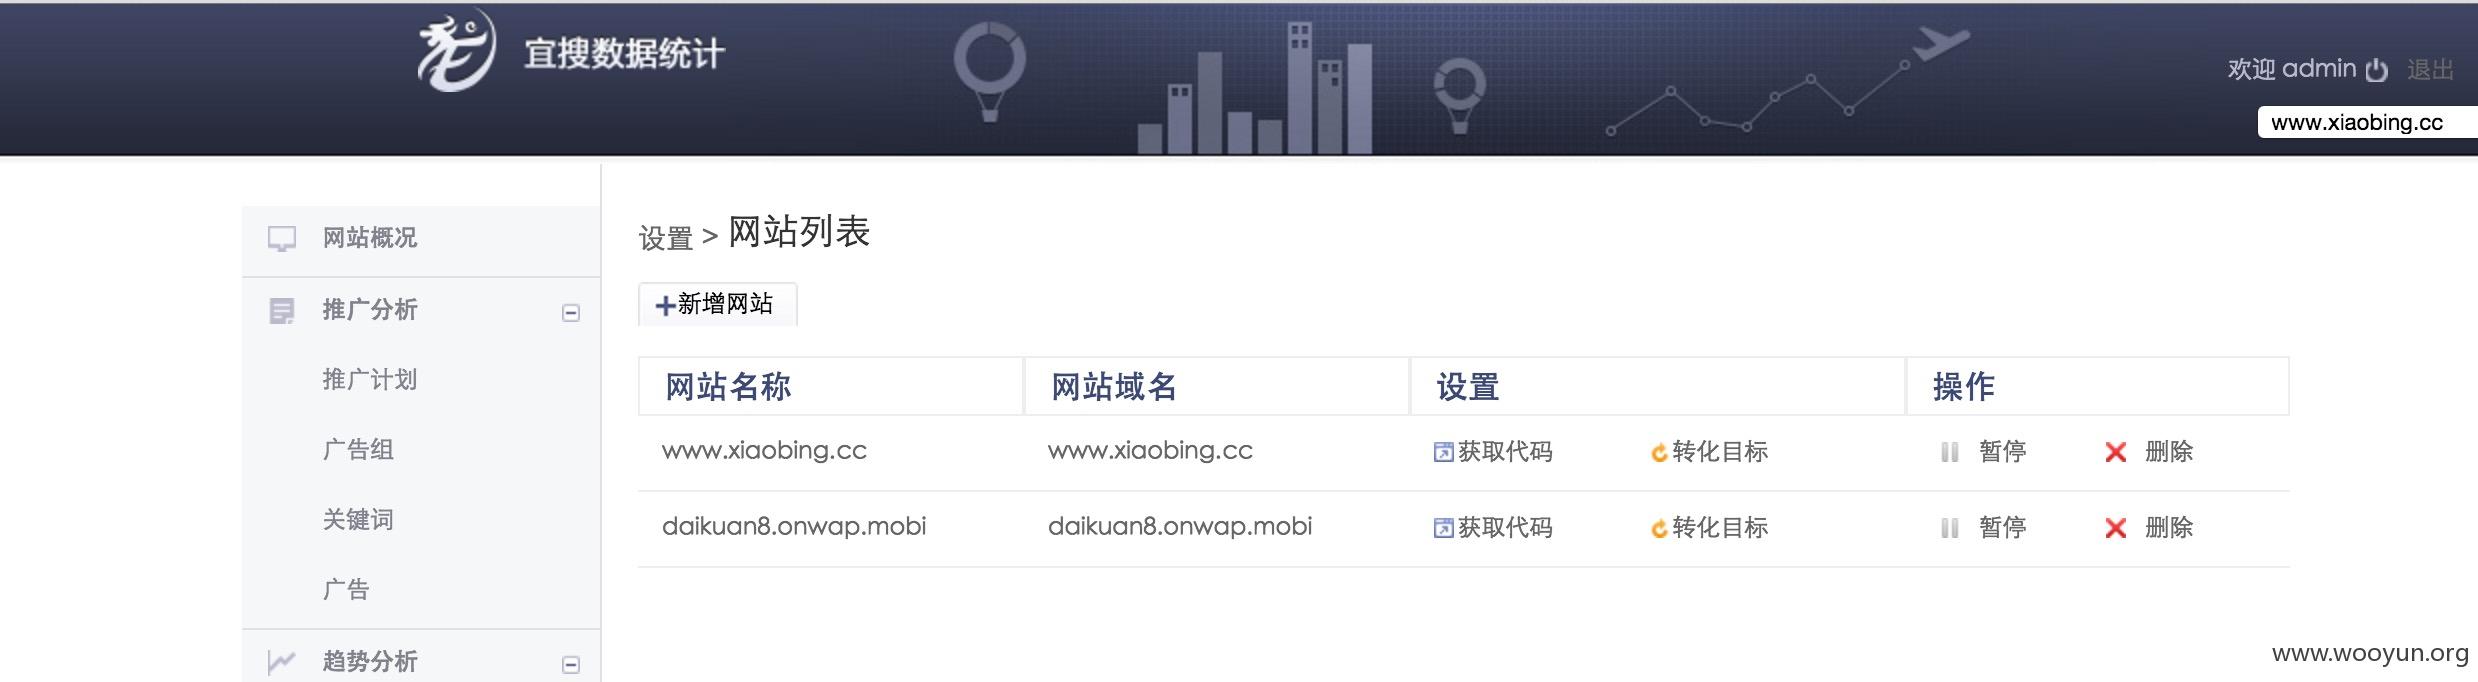 宜搜数据统计
欢迎 admin 退出
www.xiaobing.cc
网站概况
推广分析
推广计划
广告组
关键词
广告
趋势分析
设置 > 网站列表
新增网站
网站名称 网站域名 设置 操作
www.xiaobing.cc www.xiaobing.cc 获取代码 转化目标 暂停 删除
daikuan8.onwap.mobi daikuan8.onwap.mobi 获取代码 转化目标 暂停 删除
www.wooyun.org